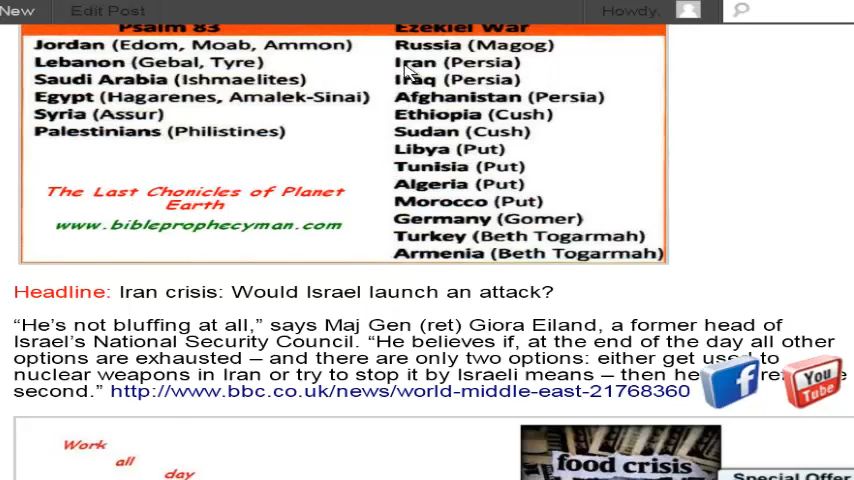 New Edit Post Howdy,
Psalm 83 Ezekiel War
Jordan (Edom, Moab, Ammon)
Lebanon (Gebal, Tyre)
Saudi Arabia (Ishmaelites)
Egypt (Hagarenes, Amalek-Sinai)
Syria (Assur)
Palestinians (Philistines)
The Last Chonicles of Planet
Earth
www.bibleprophecyman.com
Russia (Magog)
Iran (Persia)
Iraq (Persia)
Afghanistan (Persia)
Ethiopia (Cush)
Sudan (Cush)
Libya (Put)
Tunisia (Put)
Algeria (Put)
Morocco (Put)
Germany (Gomer)
Turkey (Beth Togarmah)
Armenia (Beth Togarmah)
Headline: Iran crisis: Would Israel launch an attack?
“He’s not bluffing at all,” says Maj Gen (ret) Giora Eiland, a former head of
Israel’s National Security Council. “He believes if, at the end of the day all other
options are exhausted – and there are only two options: either get used to
nuclear weapons in Iran or try to stop it by Israeli means – then he
second.” http://www.bbc.co.uk/news/world-middle-east-21768360
f
You
Tube
Work
all
day
food crisis
Special Offer